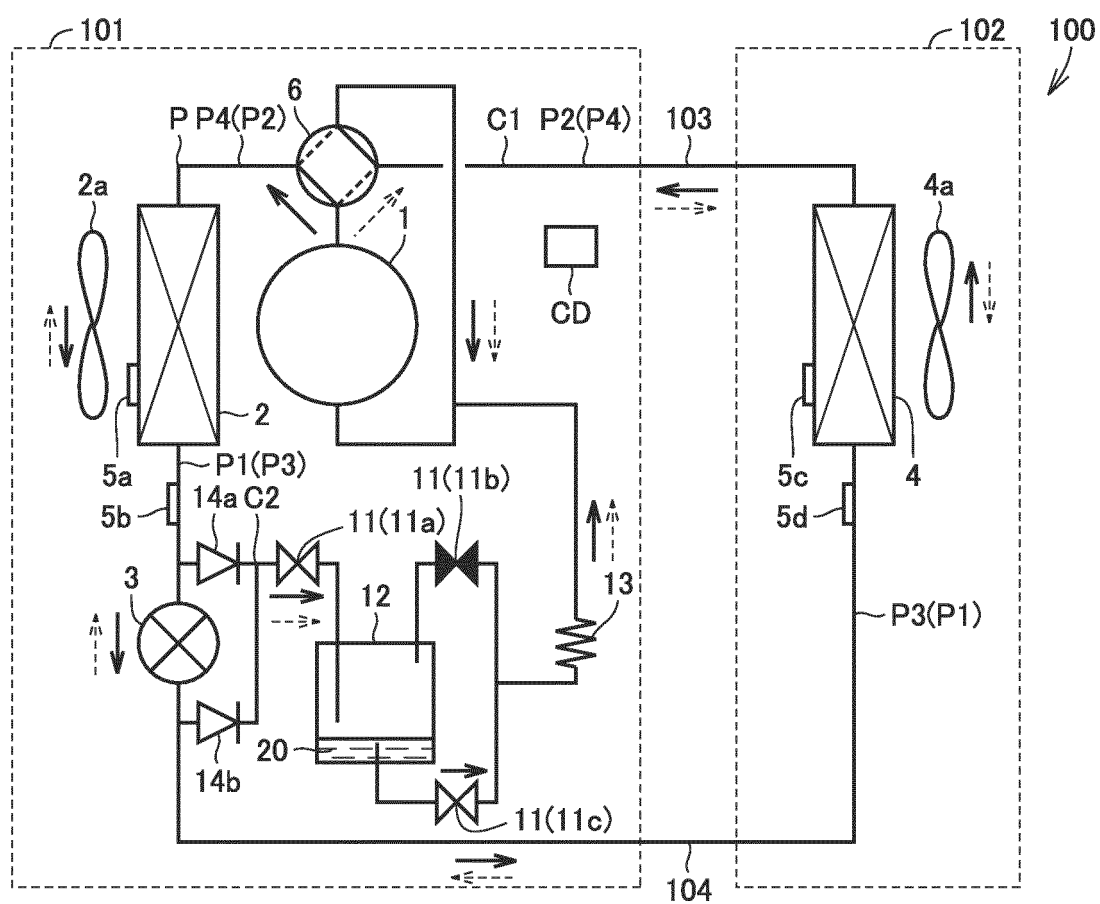 101
102
100
6
P P4(P2)
C1 P2(P4) 103
2a
4a
1
CD
2
5a
P1(P3)
5c
4
14a C2
11(11b)
5b
5d
11(11a)
3
12
13
P3(P1)
20
14b
11(11c)
104